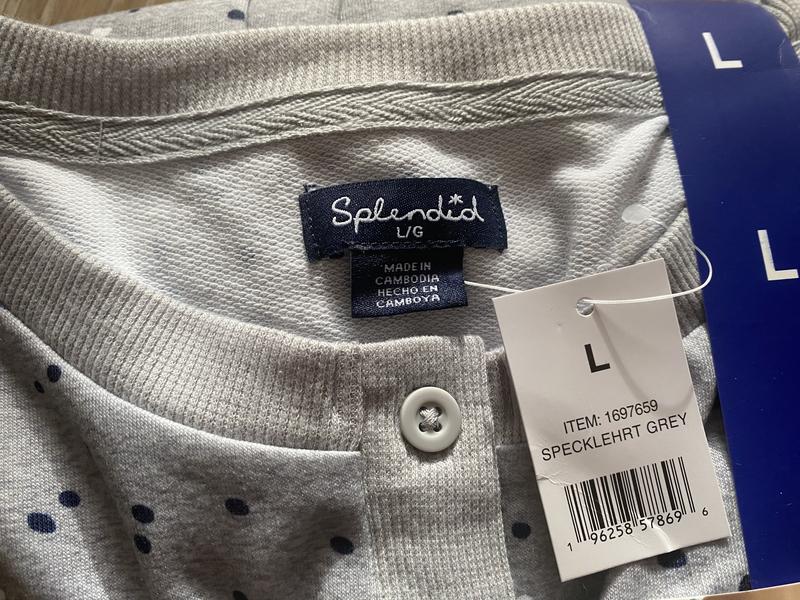 L
L
Splendid
L/G
MADE IN
CAMBODIA
HECHO EN
CAMBOYA
L
ITEM: 1697659
SPECKLEHRT GREY
1 96258 57869 6